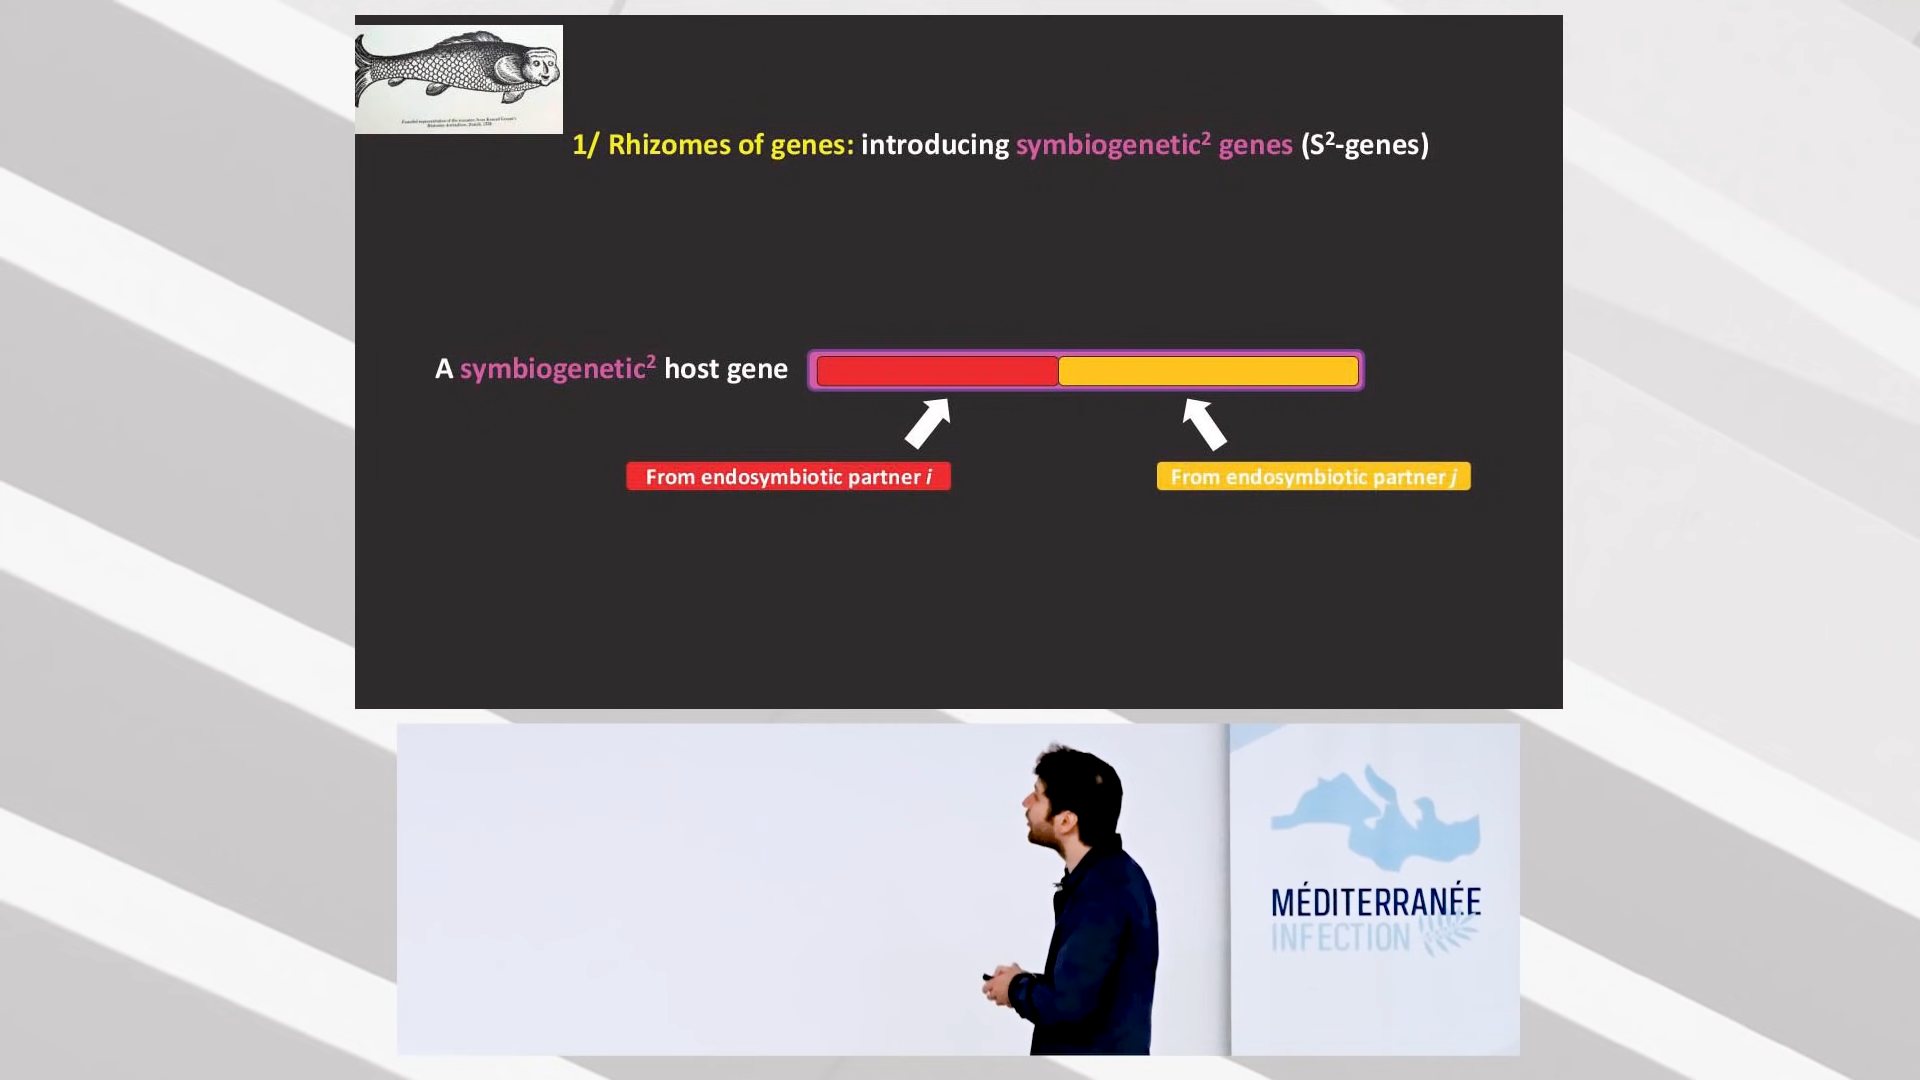 1/ Rhizomes of genes: introducing symbiogenetic² genes (S²-genes)
A symbiogenetic² host gene
From endosymbiotic partner i
From endosymbiotic partner j
MÉDITERRANÉE
INFECTION